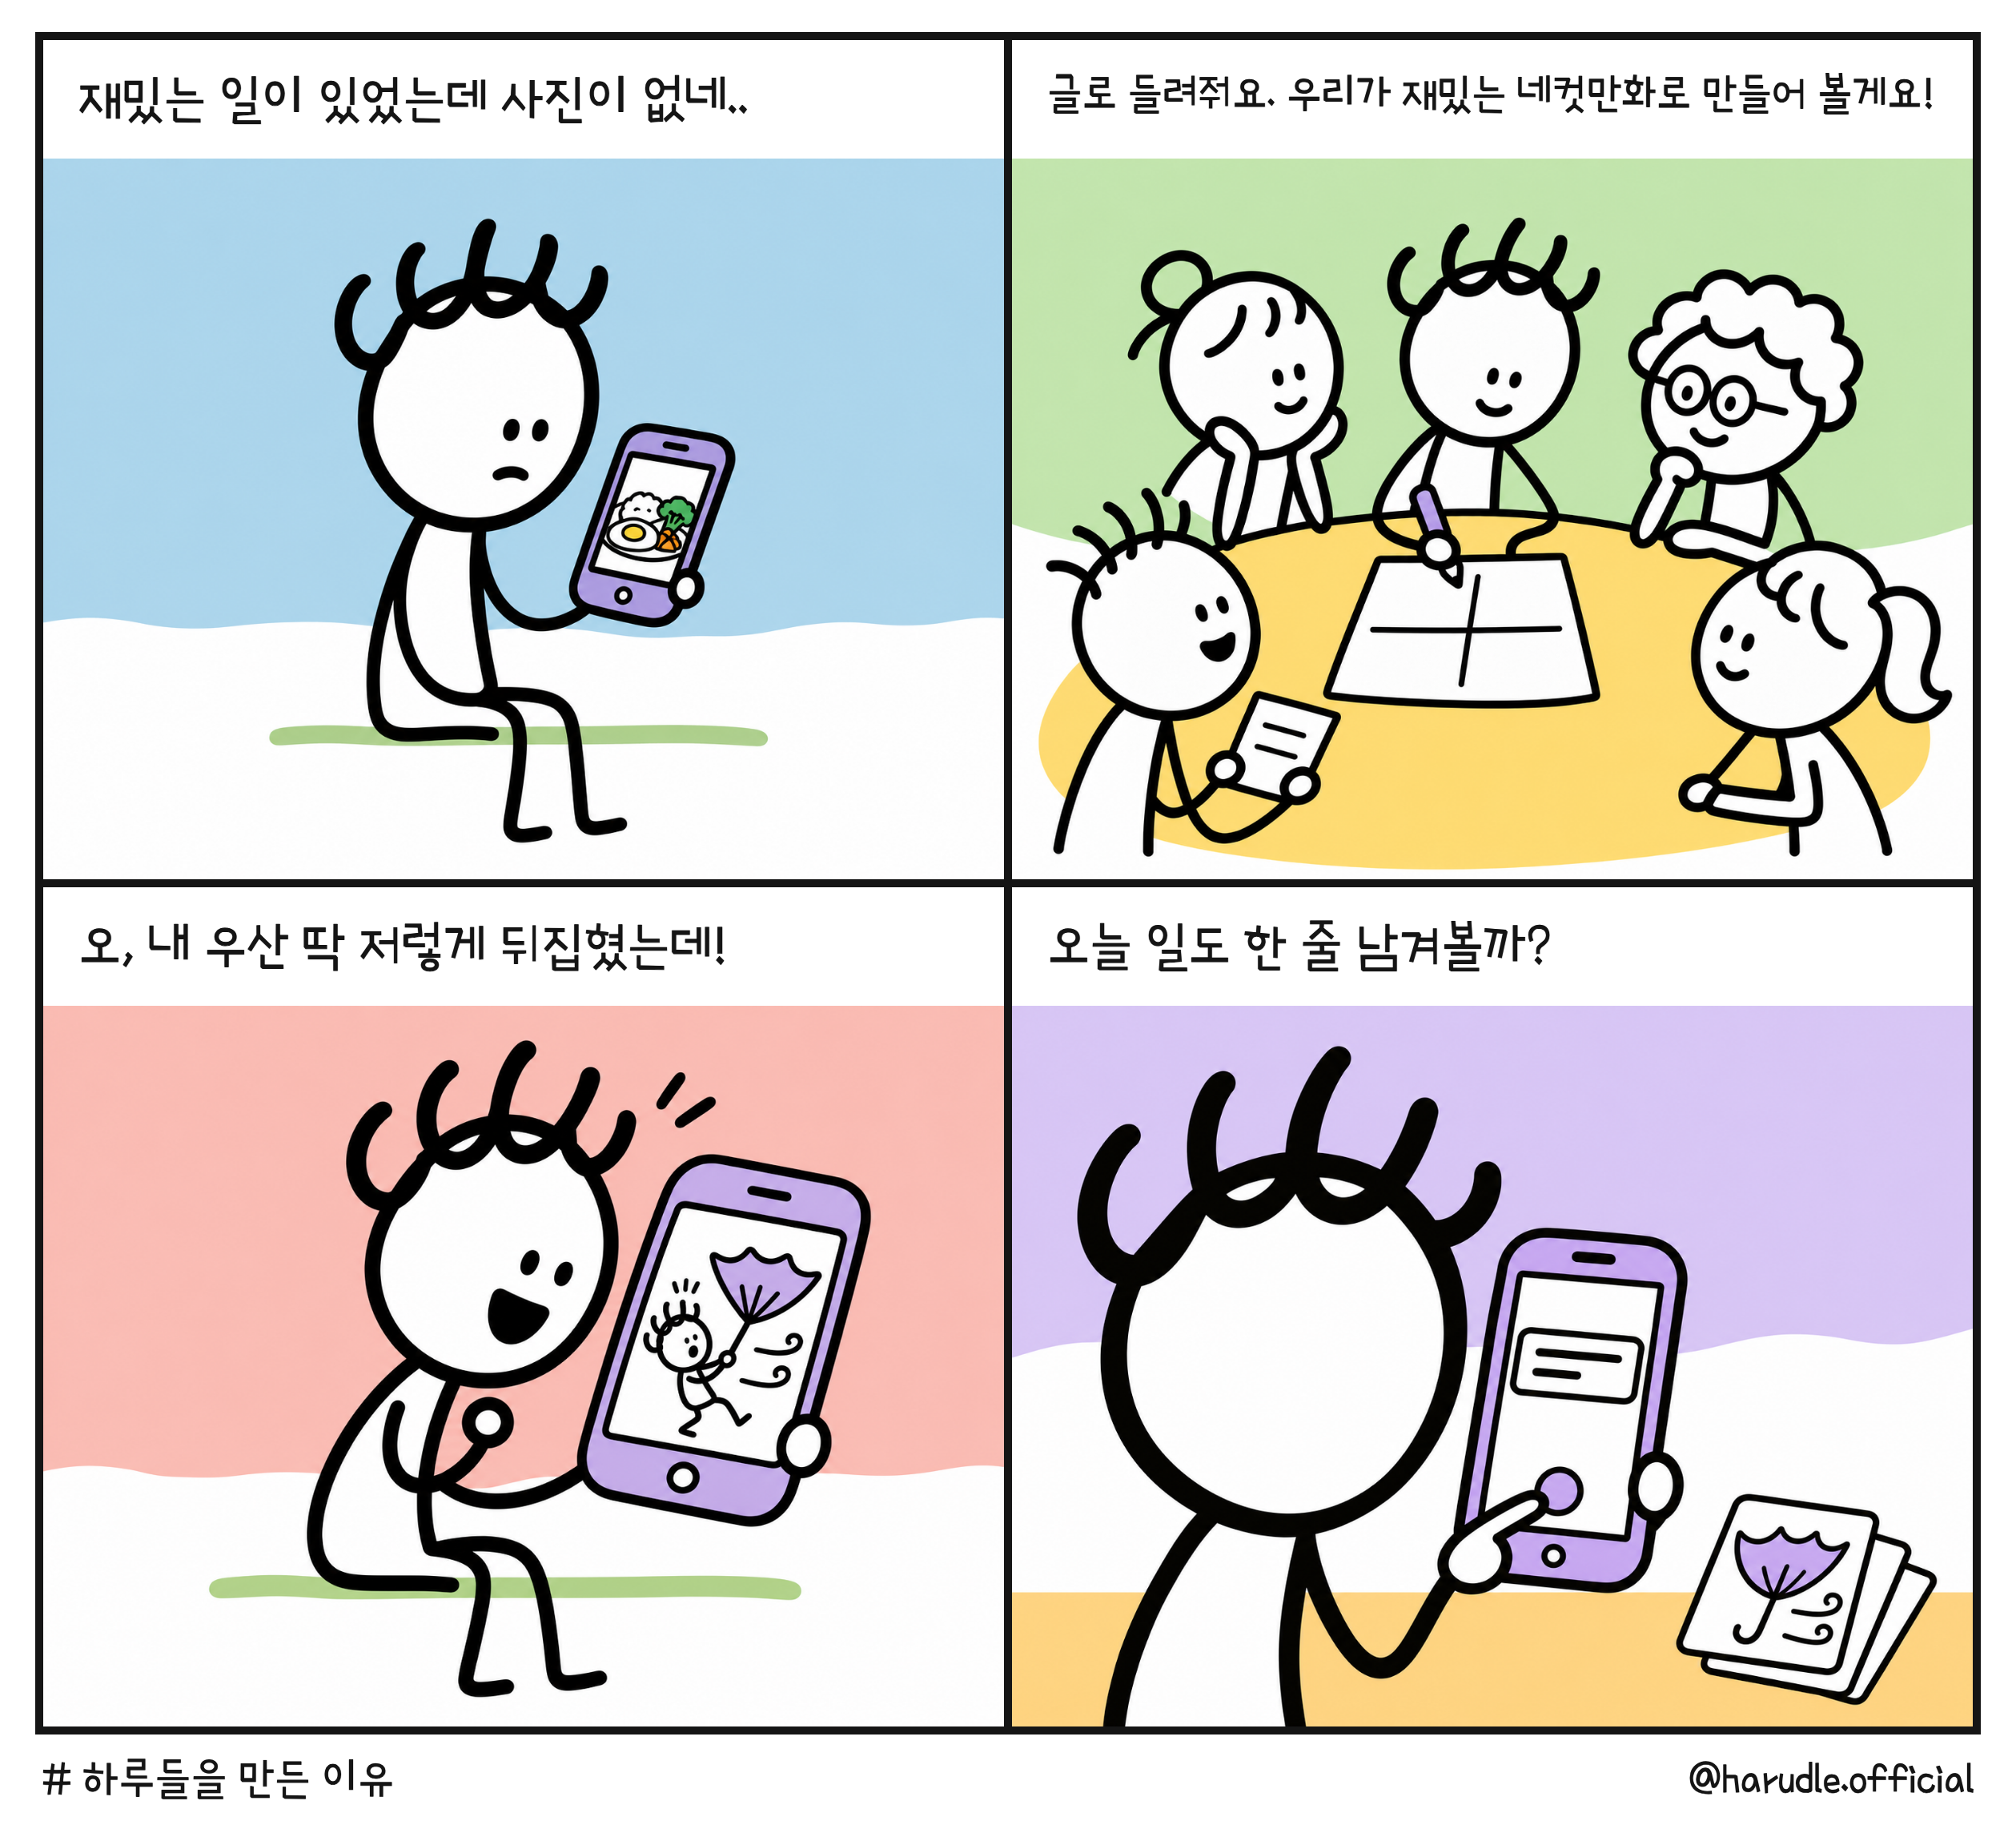 재밌는 일이 있었는데 사진이 없네..
글로 들려줘요. 우리가 재밌는 네컷만화로 만들어 볼게요!
오, 내 우산 딱 저렇게 뒤집혔는데!
오늘 일도 한 줄 남겨볼까?
# 하루들을 만든 이유
@harudle.official